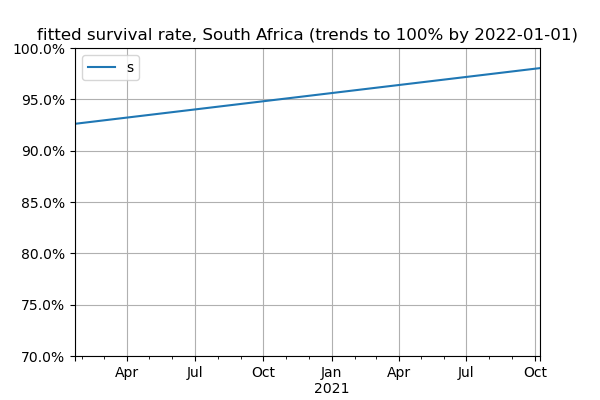 fitted survival rate, South Africa (trends to 100% by 2022-01-01)
100.0%
s
95.0%
90.0%
85.0%
80.0%
75.0%
70.0%
Apr Jul Oct Jan Apr Jul Oct
2021